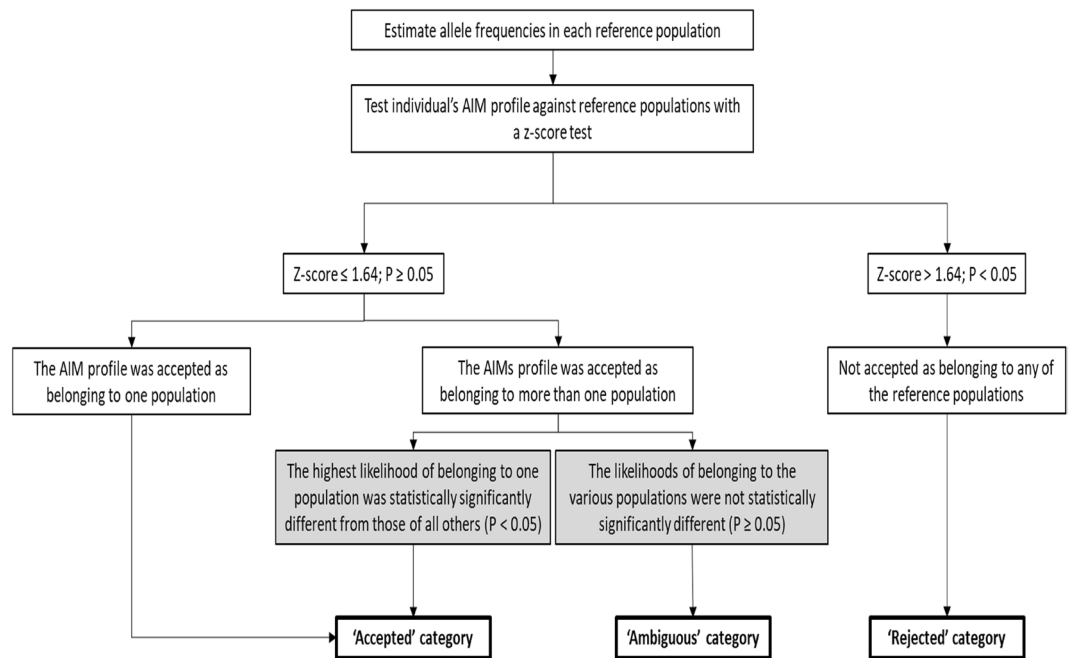 Estimate allele frequencies in each reference population
Test individual's AIM profile against reference populations with
a z-score test
Z-score ≤ 1.64; P ≥ 0.05
Z-score > 1.64; P < 0.05
The AIM profile was accepted as
belonging to one population
The AIMs profile was accepted as
belonging to more than one population
Not accepted as belonging to any of
the reference populations
The highest likelihood of belonging to one
population was statistically significantly
different from those of all others (P < 0.05)
The likelihoods of belonging to the
various populations were not statistically
significantly different (P ≥ 0.05)
'Accepted' category
'Ambiguous' category
'Rejected' category